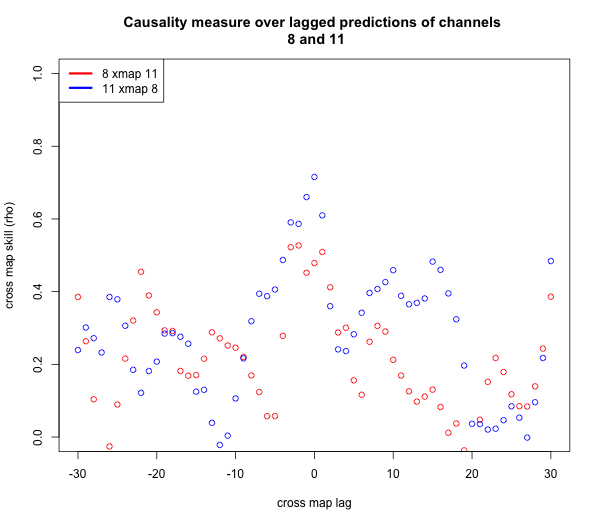 Causality measure over lagged predictions of channels
8 and 11
8 xmap 11
11 xmap 8
cross map skill (rho)
1.0
0.8
0.6
0.4
0.2
0.0
-30 -20 -10 0 10 20 30
cross map lag